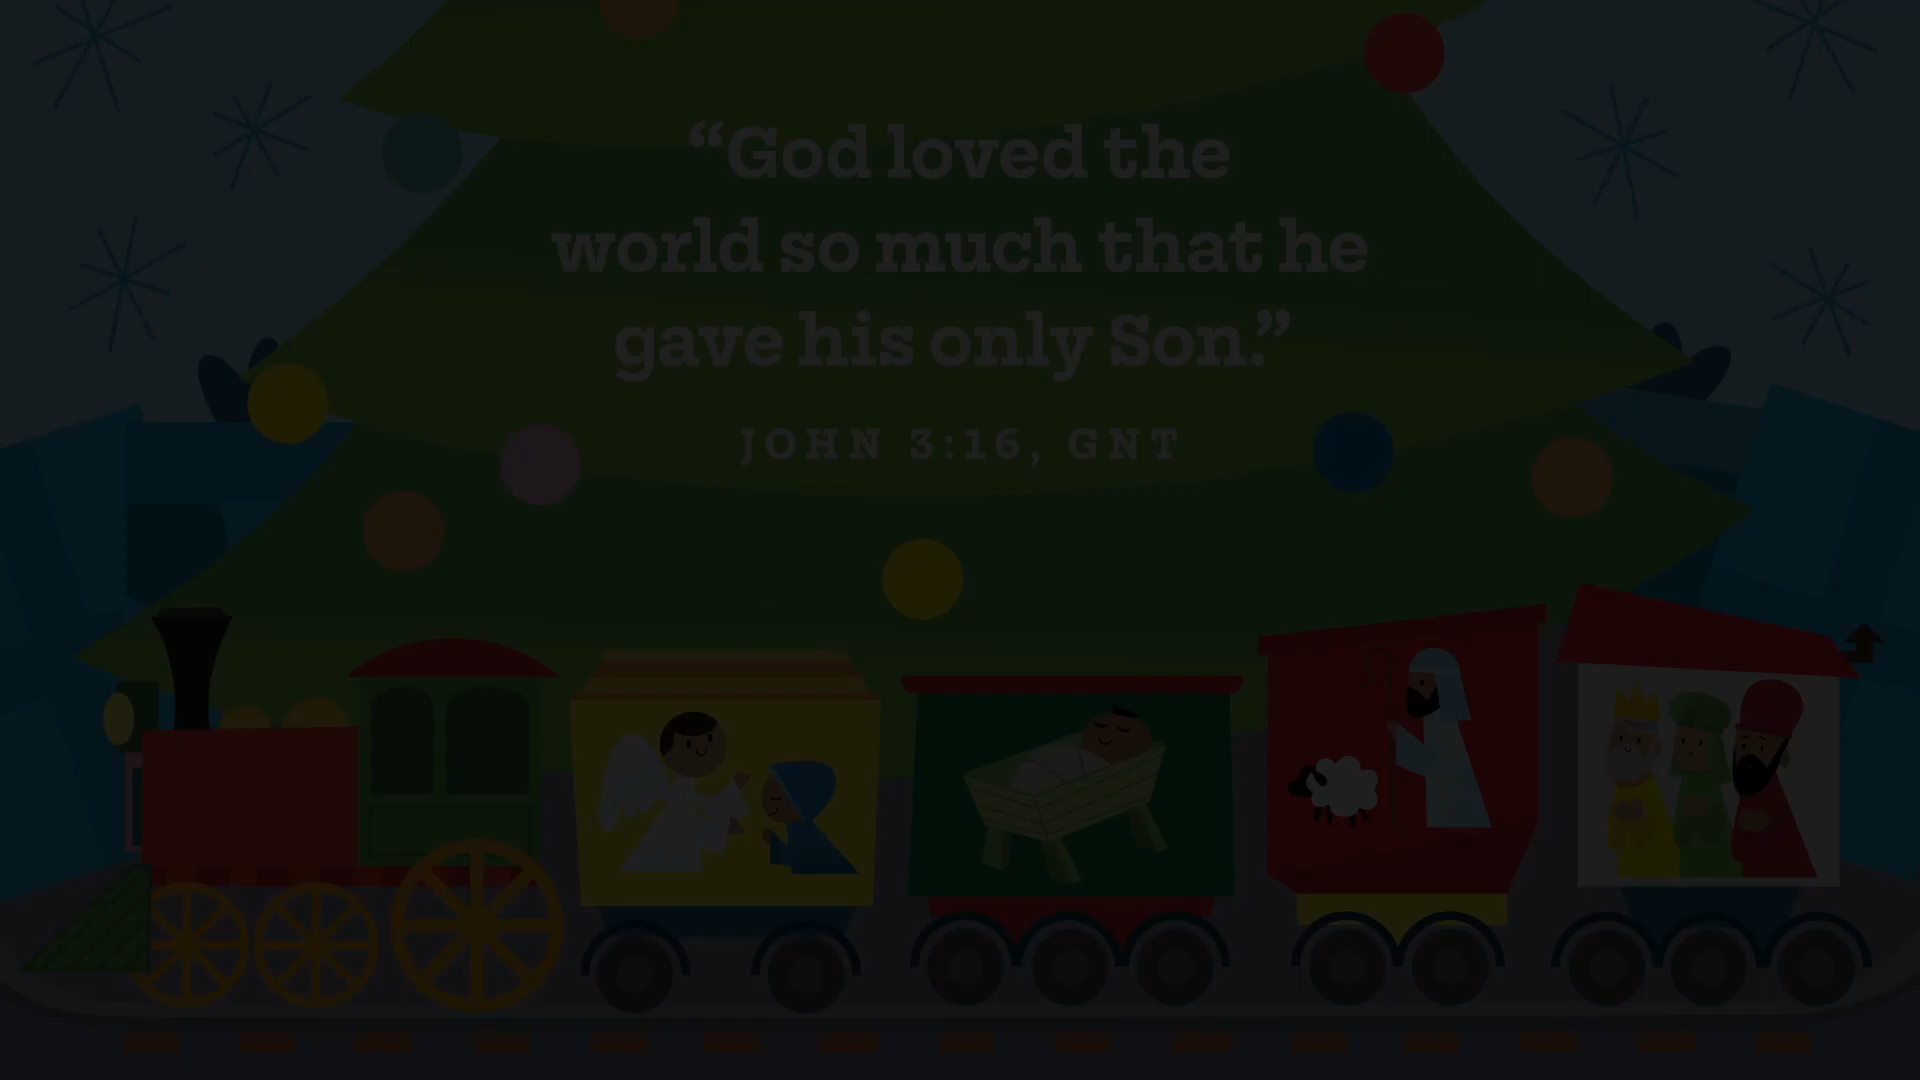 “God loved the
world so much that he
gave his only Son.”
JOHN 3:16, GNT